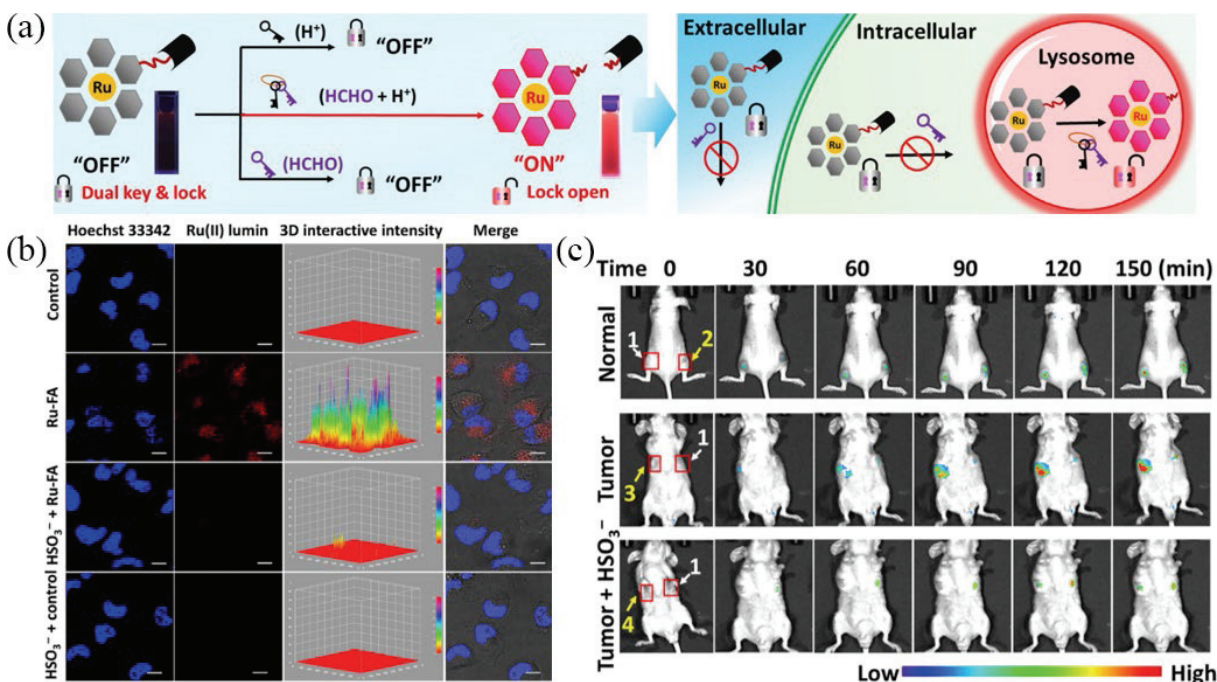 (a)
Ru
"OFF"
Dual key & lock
(H⁺)
"OFF"
(HCHO + H⁺)
(HCHO)
"OFF"
Ru
"ON"
Lock open
Extracellular
Intracellular
Lysosome
Ru
Ru
Ru
Ru
(b)
Hoechst 33342 Ru(II) lumin 3D interactive intensity Merge
Control
Ru-FA
HSO₃⁻ + Ru-FA
HSO₃⁻ + control
(c)
Time 0 30 60 90 120 150 (min)
Normal
1 2
Tumor
3 1
Tumor + HSO₃⁻
4 1
Low High